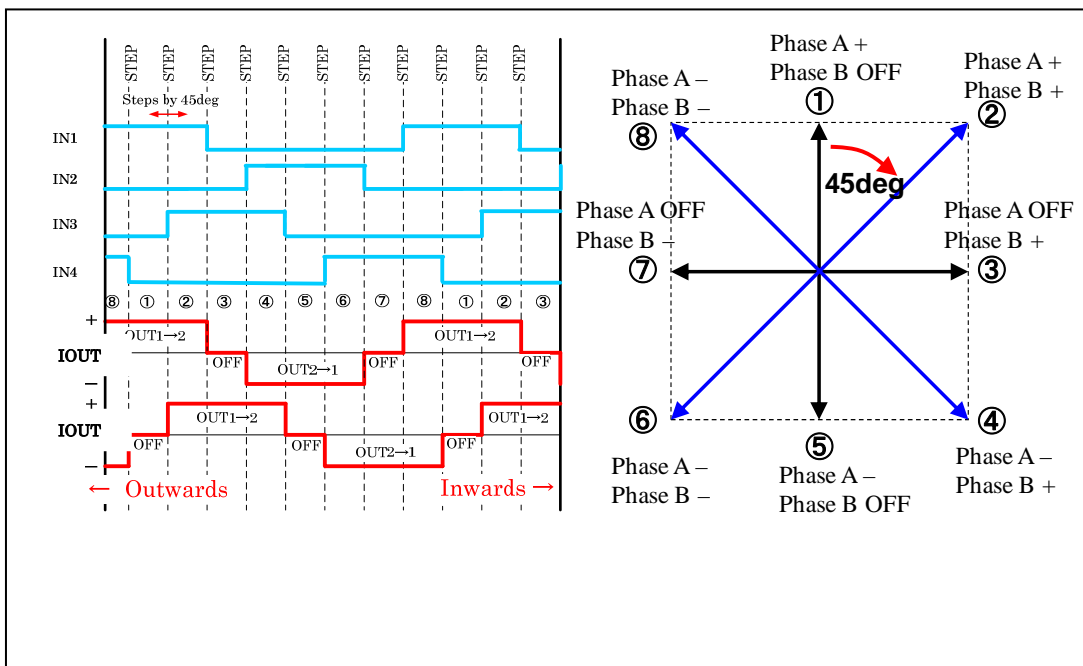 STEP STEP STEP STEP STEP STEP STEP STEP STEP STEP STEP
Steps by 45deg
IN1
IN2
IN3
IN4
⑧ ① ② ③ ④ ⑤ ⑥ ⑦ ⑧ ① ② ③
+
OUT1→2 OUT1→2
IOUT
OFF OFF OFF
OUT2→1
−
+
OUT1→2 OUT1→2
IOUT
OFF OFF OFF
OUT2→1
−
← Outwards Inwards →
Phase A +
Phase B OFF
①
Phase A +
Phase B +
②
Phase A −
Phase B −
⑧
45deg
Phase A OFF
Phase B −
⑦
Phase A OFF
Phase B +
③
⑥
Phase A −
Phase B −
⑤
Phase A −
Phase B OFF
④
Phase A −
Phase B +